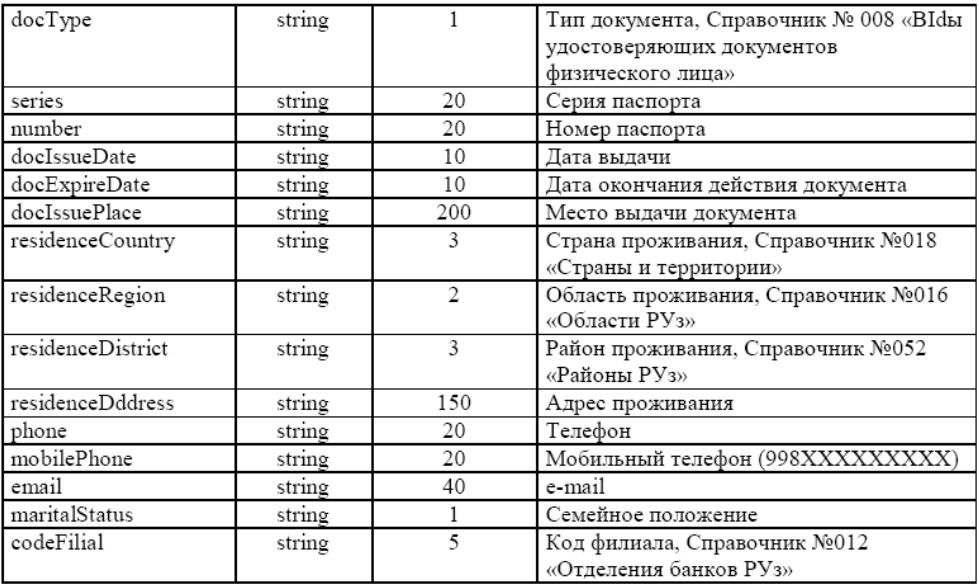 docType string 1 Тип документа, Справочник № 008 «ВIdы
удостоверяющих документов
физического лица»
series string 20 Серия паспорта
number string 20 Номер паспорта
docIssueDate string 10 Дата выдачи
docExpireDate string 10 Дата окончания действия документа
docIssuePlace string 200 Место выдачи документа
residenceCountry string 3 Страна проживания, Справочник №018
«Страны и территории»
residenceRegion string 2 Область проживания, Справочник №016
«Области РУз»
residenceDistrict string 3 Район проживания, Справочник №052
«Районы РУз»
residenceDddress string 150 Адрес проживания
phone string 20 Телефон
mobilePhone string 20 Мобильный телефон (998XXXXXXXXX)
email string 40 e-mail
maritalStatus string 1 Семейное положение
codeFilial string 5 Код филиала, Справочник №012
«Отделения банков РУз»